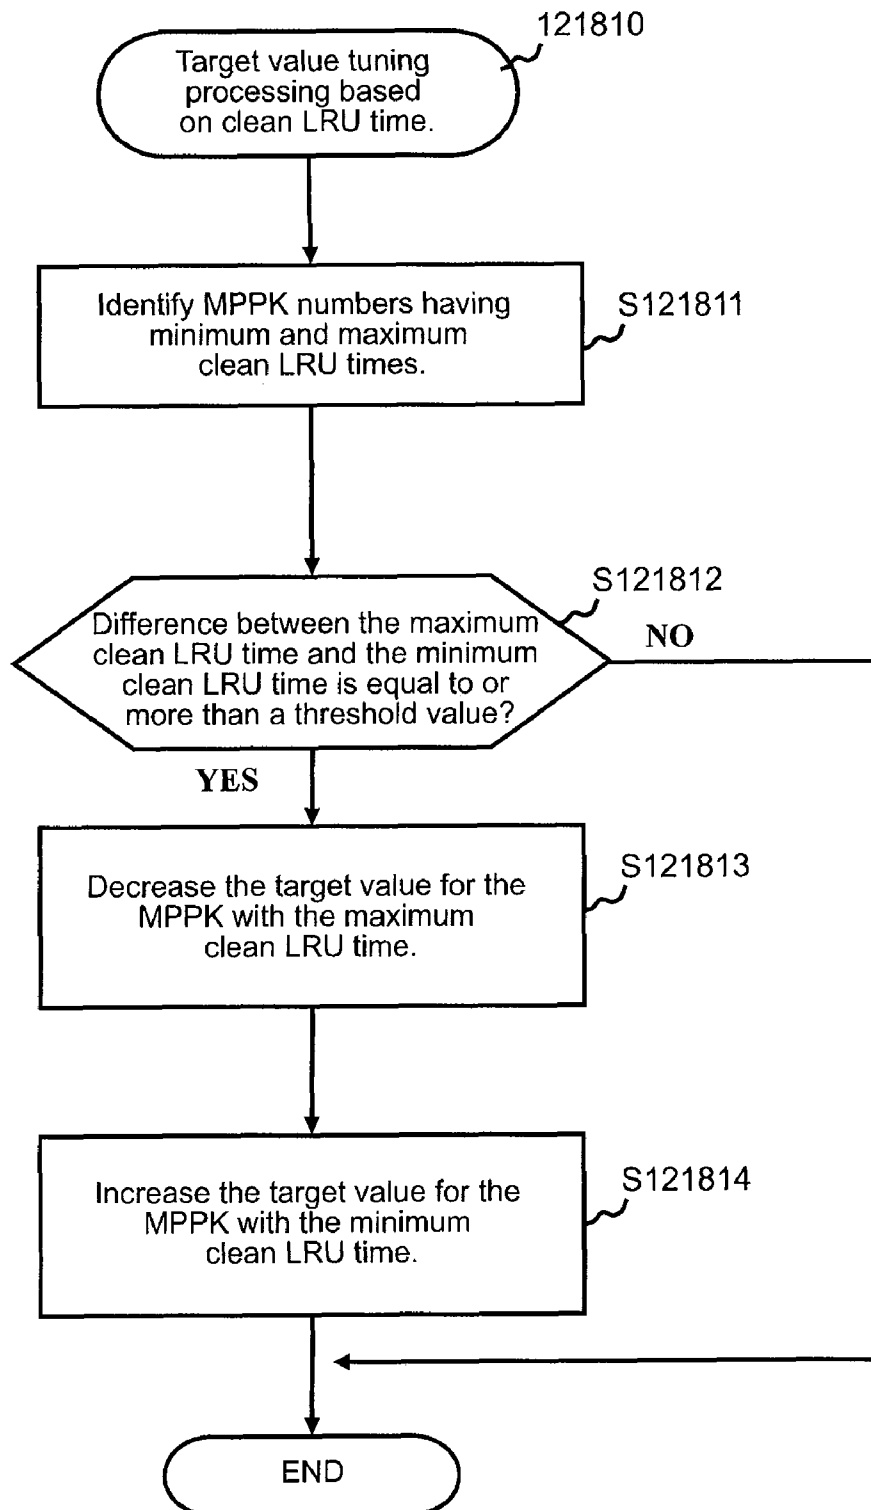 121810
Target value tuning
processing based
on clean LRU time.
Identify MPPK numbers having
minimum and maximum
clean LRU times.
S121811
S121812
Difference between the maximum
clean LRU time and the minimum
clean LRU time is equal to or
more than a threshold value?
NO
YES
Decrease the target value for the
MPPK with the maximum
clean LRU time.
S121813
Increase the target value for the
MPPK with the minimum
clean LRU time.
S121814
END